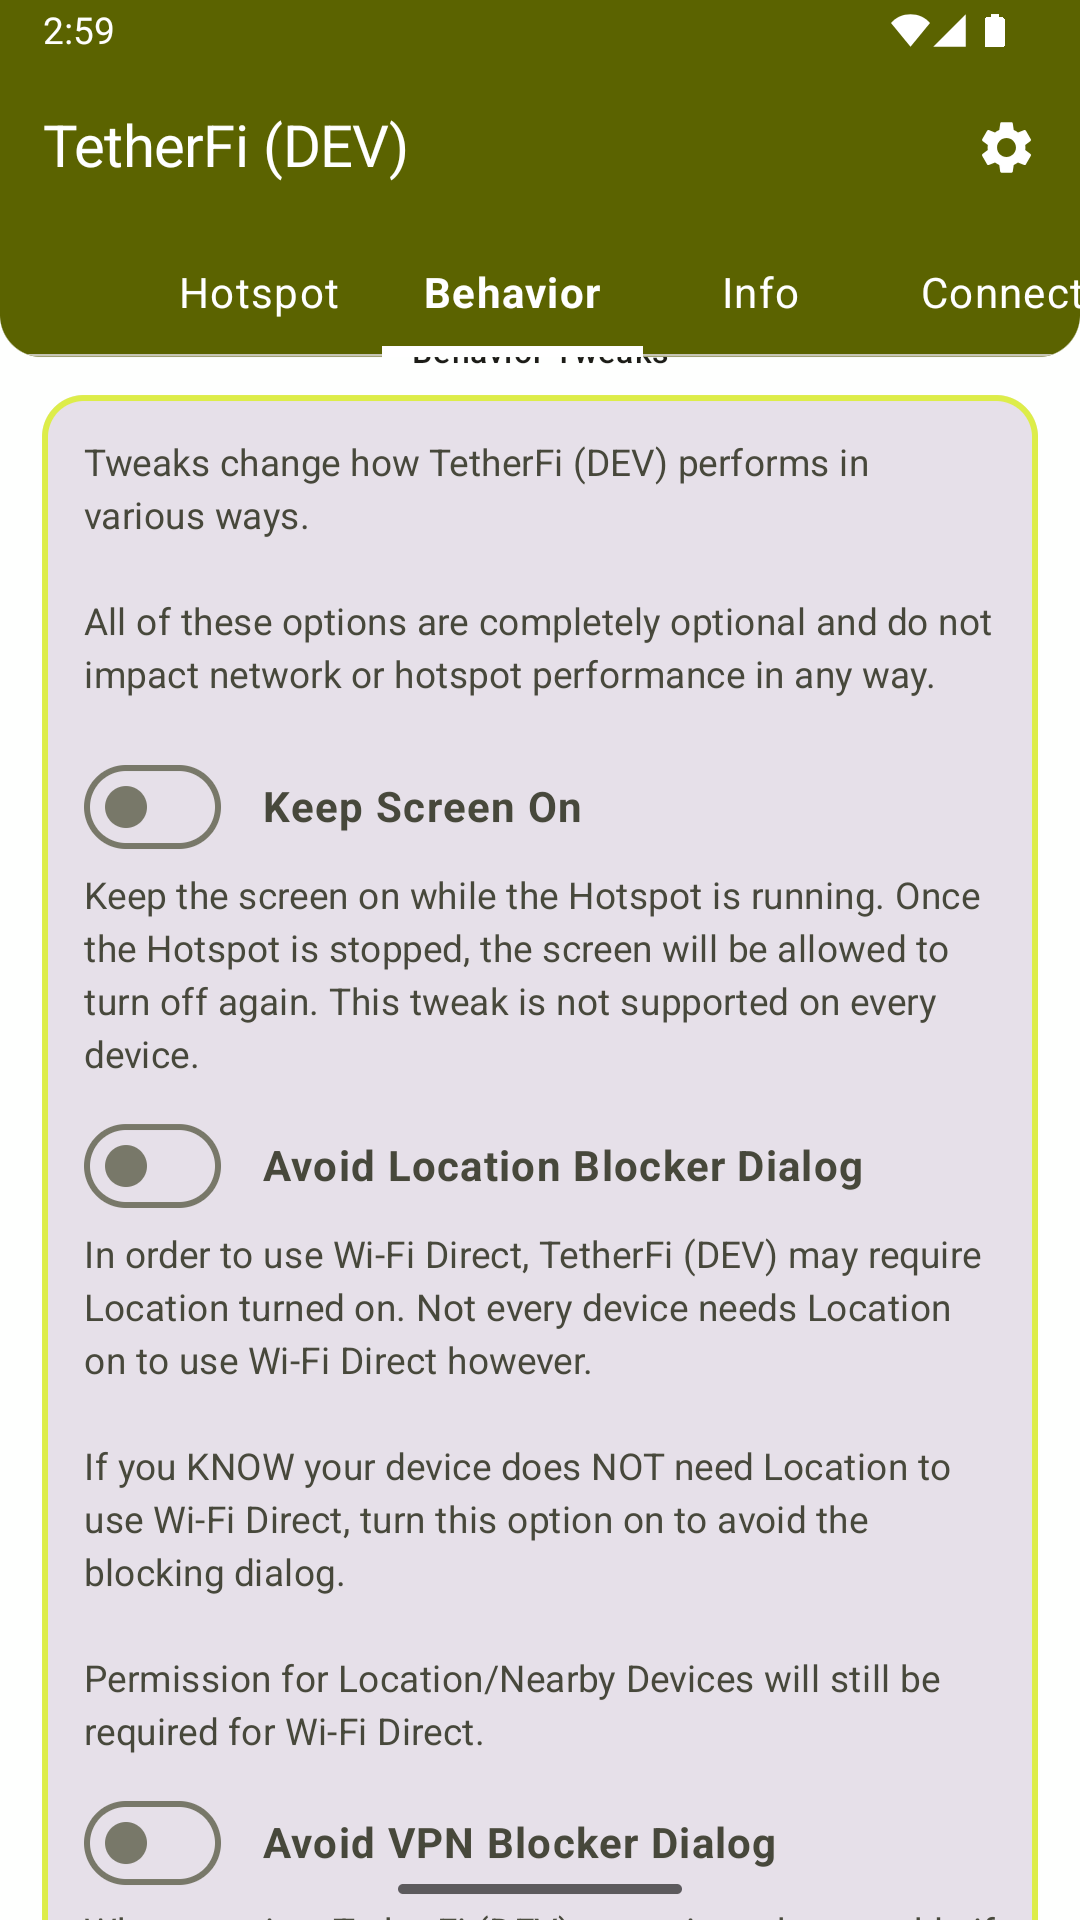 2:59
TetherFi (DEV)
Hotspot Behavior Info Connect
Behavior Tweaks
Tweaks change how TetherFi (DEV) performs in
various ways.
All of these options are completely optional and do not
impact network or hotspot performance in any way.
Keep Screen On
Keep the screen on while the Hotspot is running. Once
the Hotspot is stopped, the screen will be allowed to
turn off again. This tweak is not supported on every
device.
Avoid Location Blocker Dialog
In order to use Wi-Fi Direct, TetherFi (DEV) may require
Location turned on. Not every device needs Location
on to use Wi-Fi Direct however.
If you KNOW your device does NOT need Location to
use Wi-Fi Direct, turn this option on to avoid the
blocking dialog.
Permission for Location/Nearby Devices will still be
required for Wi-Fi Direct.
Avoid VPN Blocker Dialog